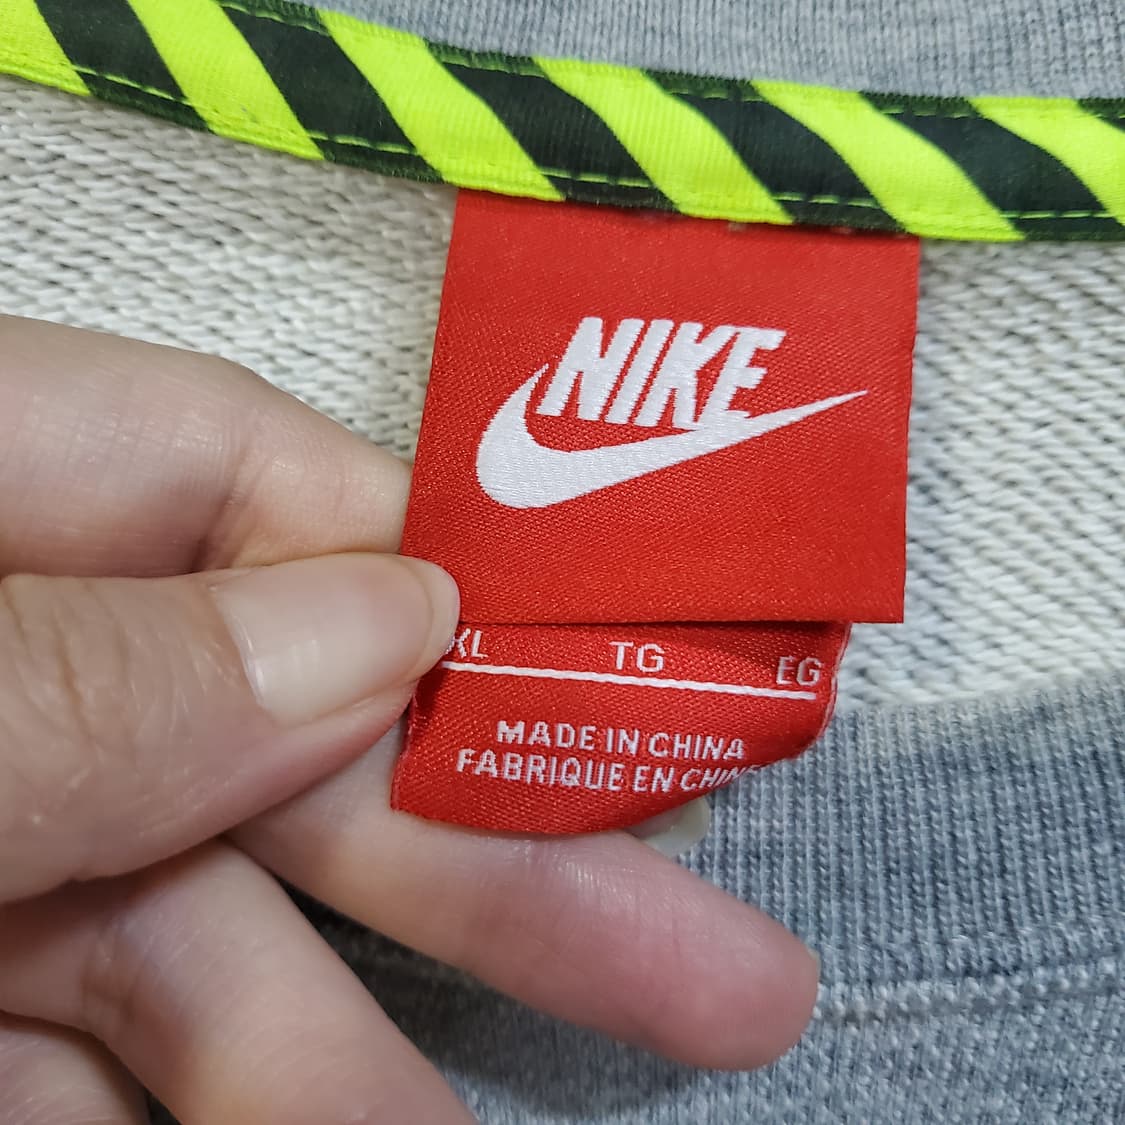 NIKE
XL TG EG
MADE IN CHINA
FABRIQUE EN CHINE